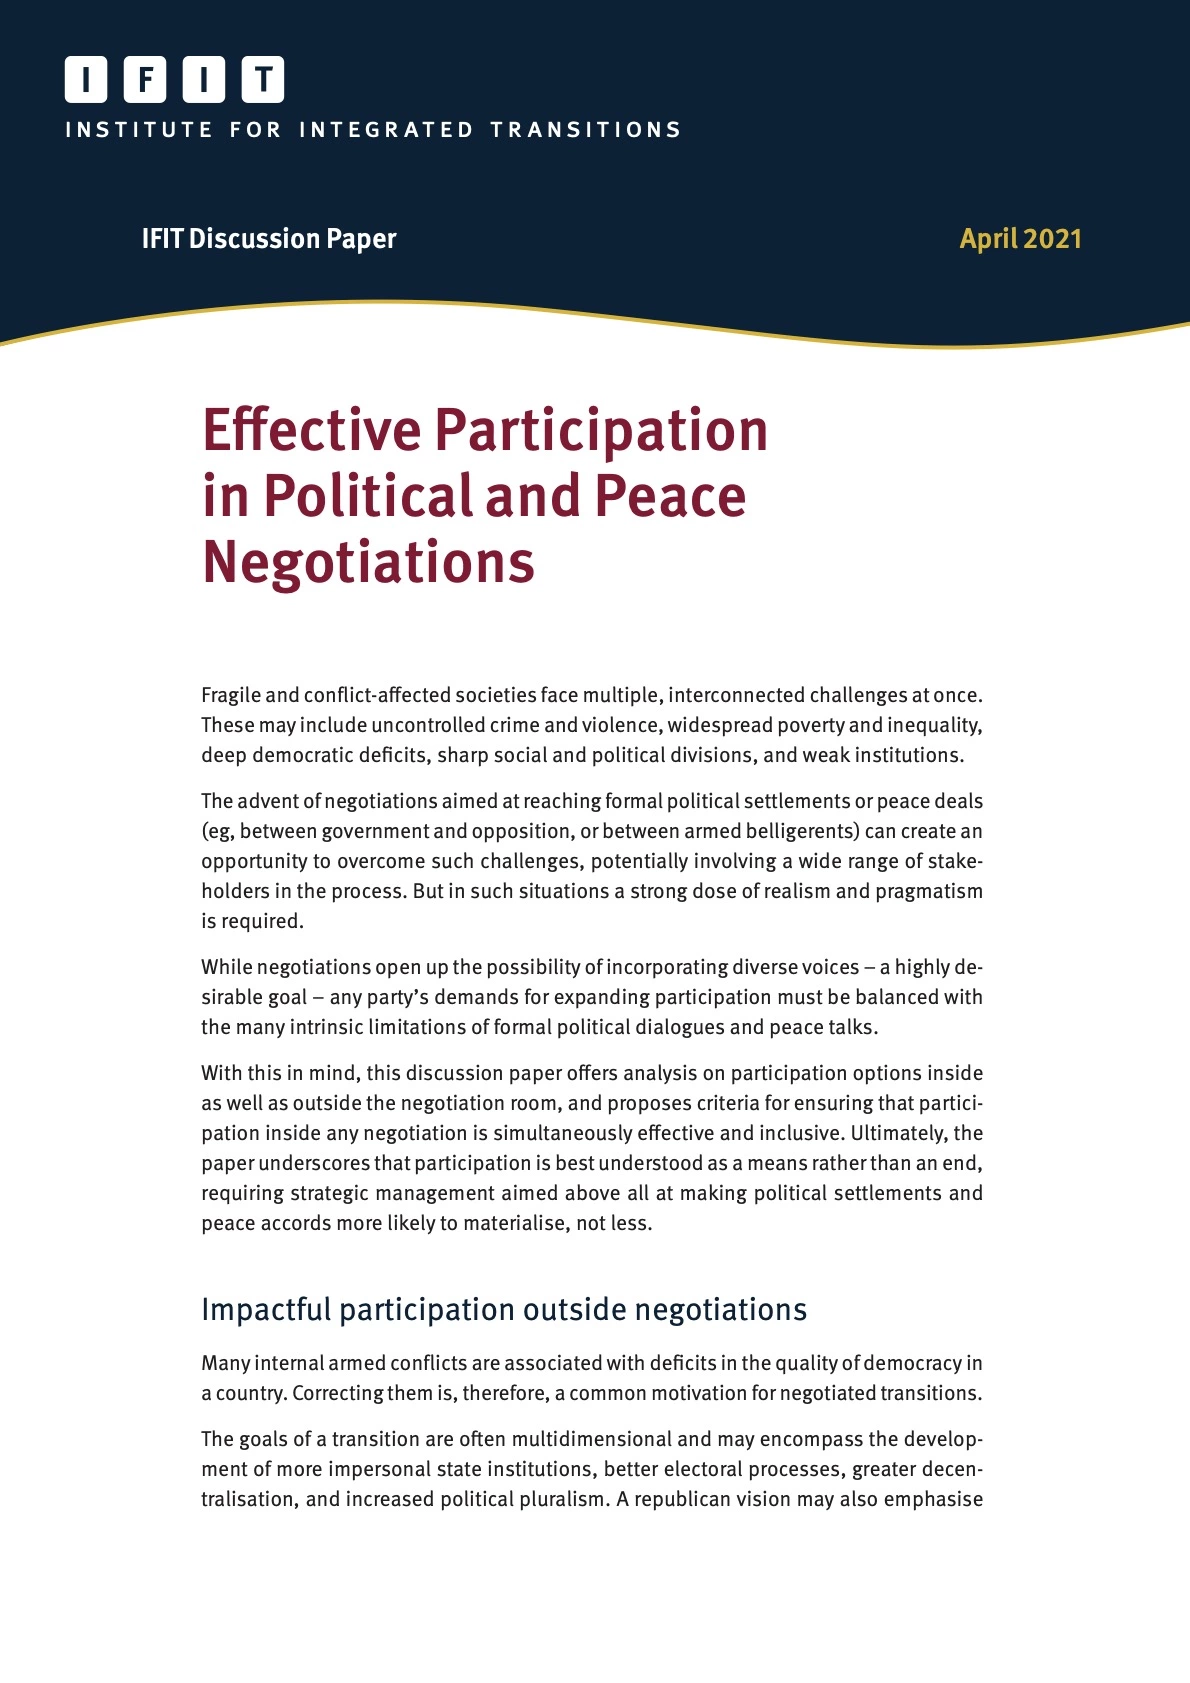 I F I T
INSTITUTE FOR INTEGRATED TRANSITIONS
IFIT Discussion Paper
April 2021
Effective Participation
in Political and Peace
Negotiations
Fragile and conflict-affected societies face multiple, interconnected challenges at once.
These may include uncontrolled crime and violence, widespread poverty and inequality,
deep democratic deficits, sharp social and political divisions, and weak institutions.
The advent of negotiations aimed at reaching formal political settlements or peace deals
(eg, between government and opposition, or between armed belligerents) can create an
opportunity to overcome such challenges, potentially involving a wide range of stake-
holders in the process. But in such situations a strong dose of realism and pragmatism
is required.
While negotiations open up the possibility of incorporating diverse voices – a highly de-
sirable goal – any party’s demands for expanding participation must be balanced with
the many intrinsic limitations of formal political dialogues and peace talks.
With this in mind, this discussion paper offers analysis on participation options inside
as well as outside the negotiation room, and proposes criteria for ensuring that partici-
pation inside any negotiation is simultaneously effective and inclusive. Ultimately, the
paper underscores that participation is best understood as a means rather than an end,
requiring strategic management aimed above all at making political settlements and
peace accords more likely to materialise, not less.
Impactful participation outside negotiations
Many internal armed conflicts are associated with deficits in the quality of democracy in
a country. Correcting them is, therefore, a common motivation for negotiated transitions.
The goals of a transition are often multidimensional and may encompass the develop-
ment of more impersonal state institutions, better electoral processes, greater decen-
tralisation, and increased political pluralism. A republican vision may also emphasise